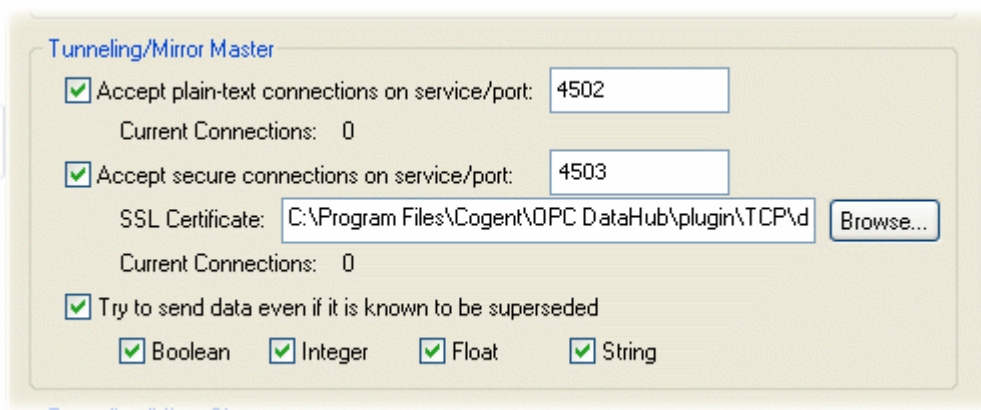 Tunneling/Mirror Master
Accept plain-text connections on service/port: 4502
Current Connections: 0
Accept secure connections on service/port: 4503
SSL Certificate: C:\Program Files\Cogent\OPC DataHub\plugin\TCP\d Browse...
Current Connections: 0
Try to send data even if it is known to be superseded
Boolean Integer Float String